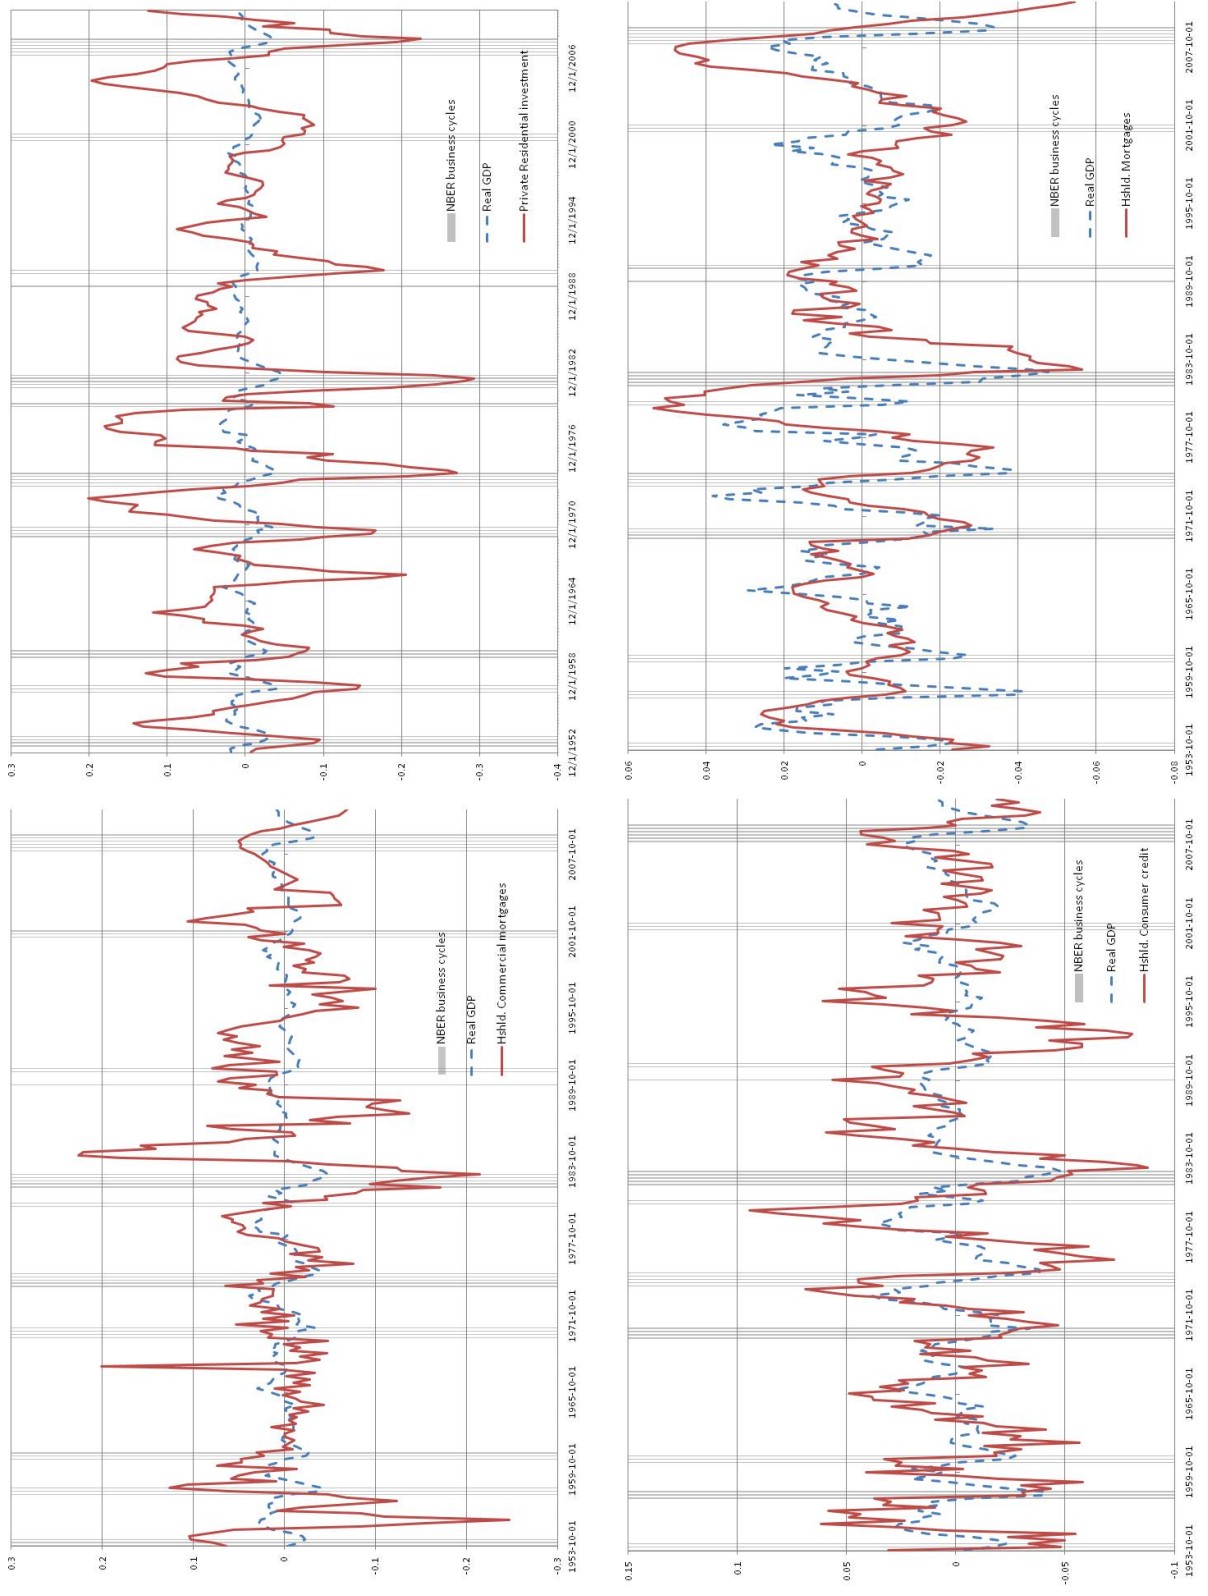 0.3
0.2
0.1
0
-0.1
-0.2
-0.3
NBER business cycles
Real GDP
Hshld. Commercial mortgages
1953-10-01 1959-10-01 1965-10-01 1971-10-01 1977-10-01 1983-10-01 1989-10-01 1995-10-01 2001-10-01 2007-10-01
0.3
0.2
0.1
0
-0.1
-0.2
-0.3
-0.4
NBER business cycles
Real GDP
Private Residential investment
12/1/1952 12/1/1958 12/1/1964 12/1/1970 12/1/1976 12/1/1982 12/1/1988 12/1/1994 12/1/2000 12/1/2006
0.15
0.1
0.05
0
-0.05
-0.1
NBER business cycles
Real GDP
Hshld. Consumer credit
1953-10-01 1959-10-01 1965-10-01 1971-10-01 1977-10-01 1983-10-01 1989-10-01 1995-10-01 2001-10-01 2007-10-01
0.06
0.04
0.02
0
-0.02
-0.04
-0.06
-0.08
NBER business cycles
Real GDP
Hshld. Mortgages
1953-10-01 1959-10-01 1965-10-01 1971-10-01 1977-10-01 1983-10-01 1989-10-01 1995-10-01 2001-10-01 2007-10-01